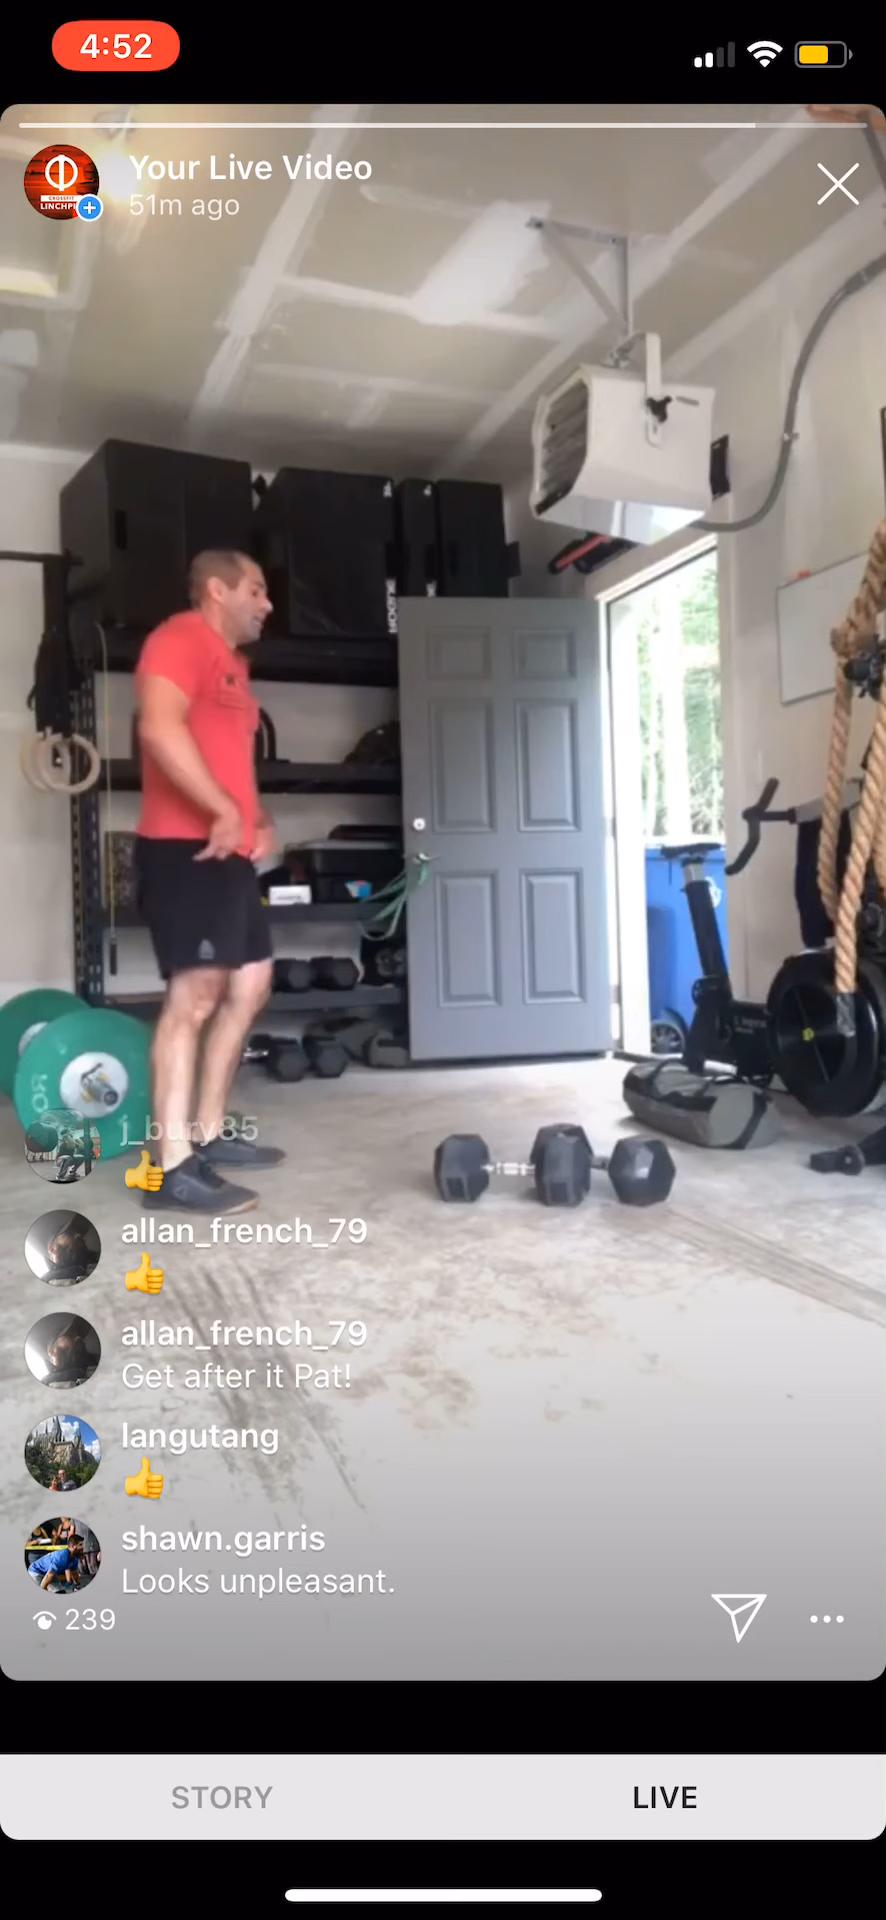 4:52
Your Live Video
51m ago
CROSSFIT
j_bury85
👍
allan_french_79
👍
allan_french_79
Get after it Pat!
langutang
👍
shawn.garris
Looks unpleasant.
239
STORY
LIVE